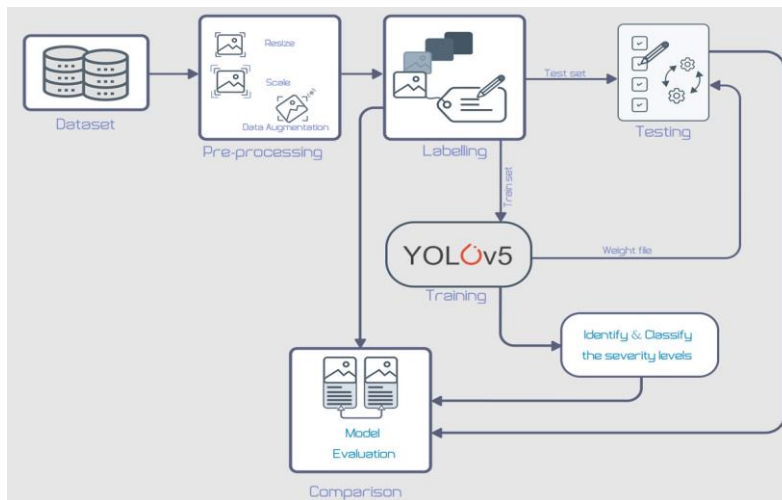 Resize
Scale
Data Augmentation
Dataset
Pre-processing
Labelling
Test set
Testing
Train set
YOLOv5
Training
Weight file
Identify & Classify
the severity levels
Model
Evaluation
Comparison